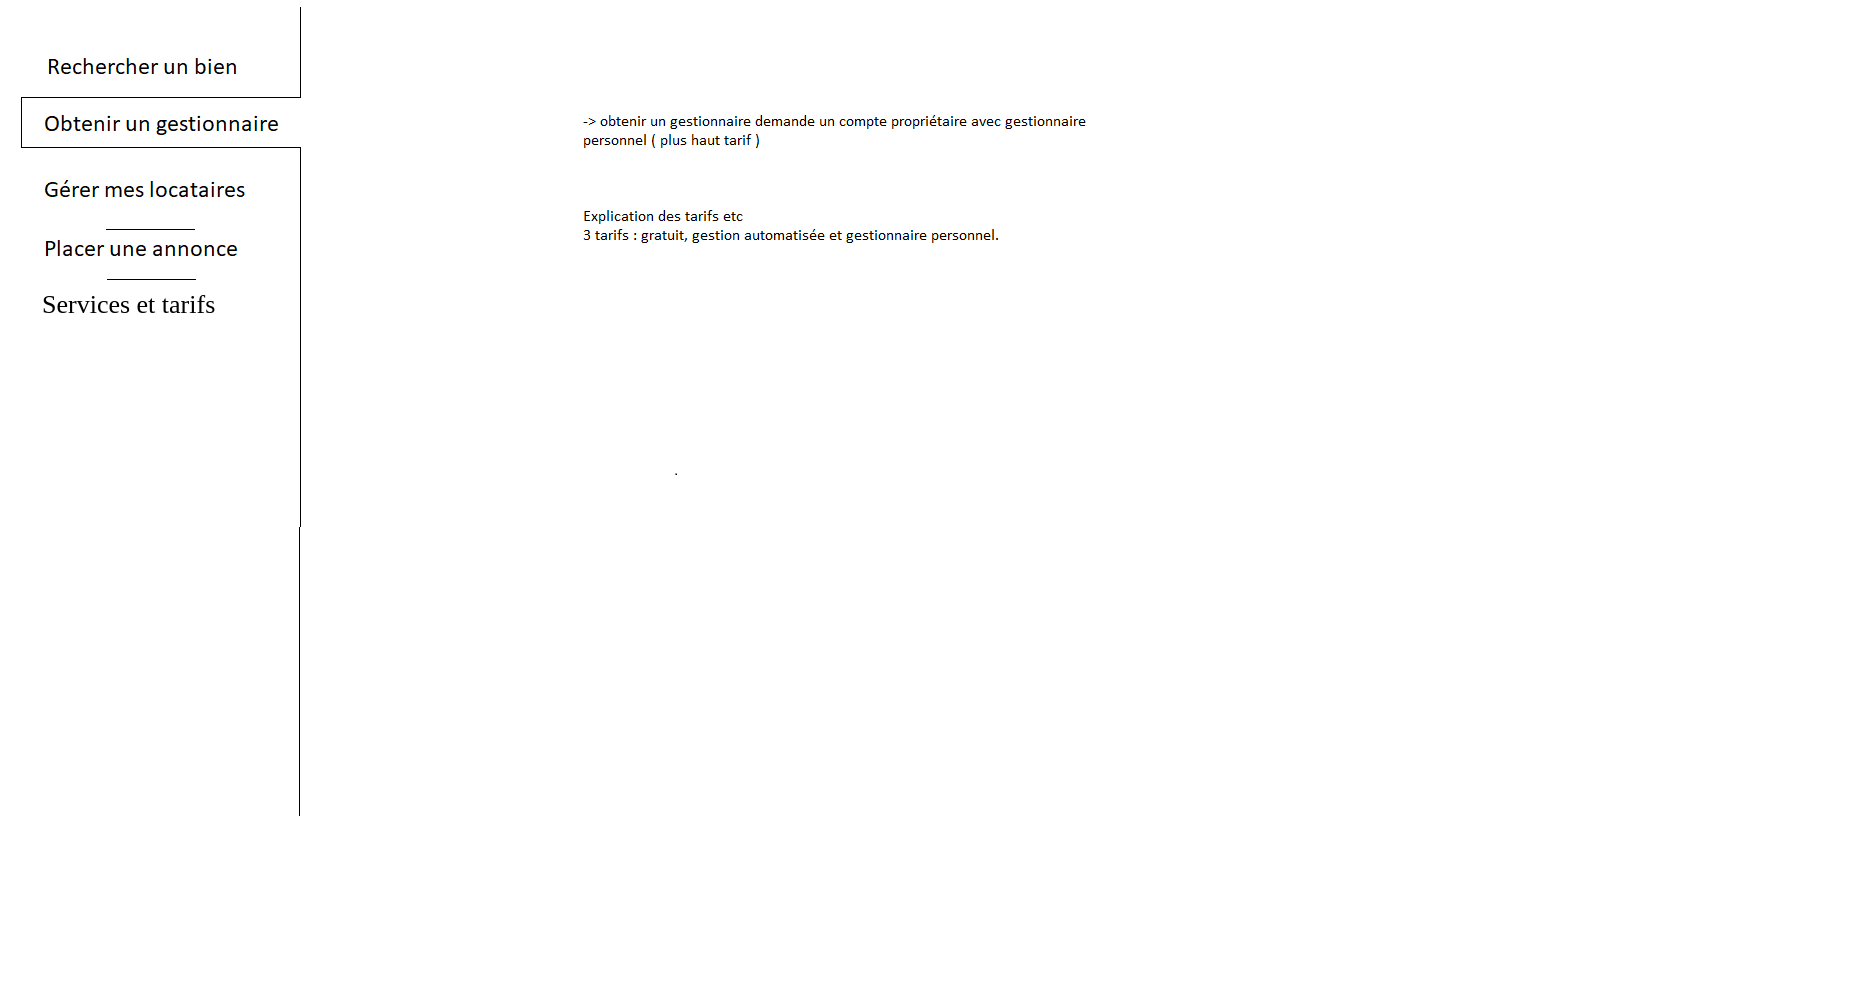 Rechercher un bien
Obtenir un gestionnaire
Gérer mes locataires
Placer une annonce
Services et tarifs
-> obtenir un gestionnaire demande un compte propriétaire avec gestionnaire
personnel ( plus haut tarif )
Explication des tarifs etc
3 tarifs : gratuit, gestion automatisée et gestionnaire personnel.
.